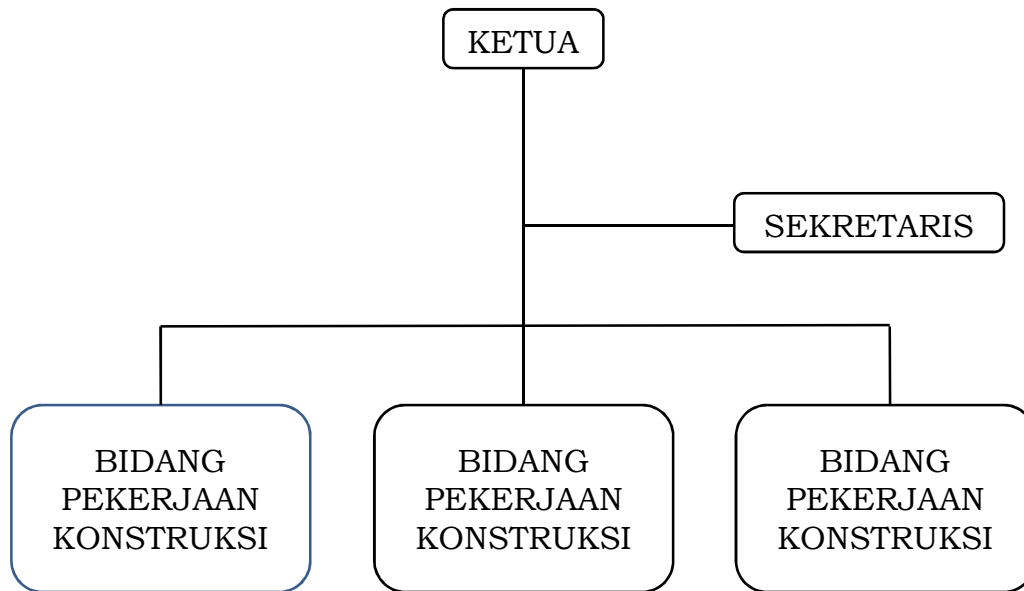 KETUA
SEKRETARIS
BIDANG
PEKERJAAN
KONSTRUKSI
BIDANG
PEKERJAAN
KONSTRUKSI
BIDANG
PEKERJAAN
KONSTRUKSI